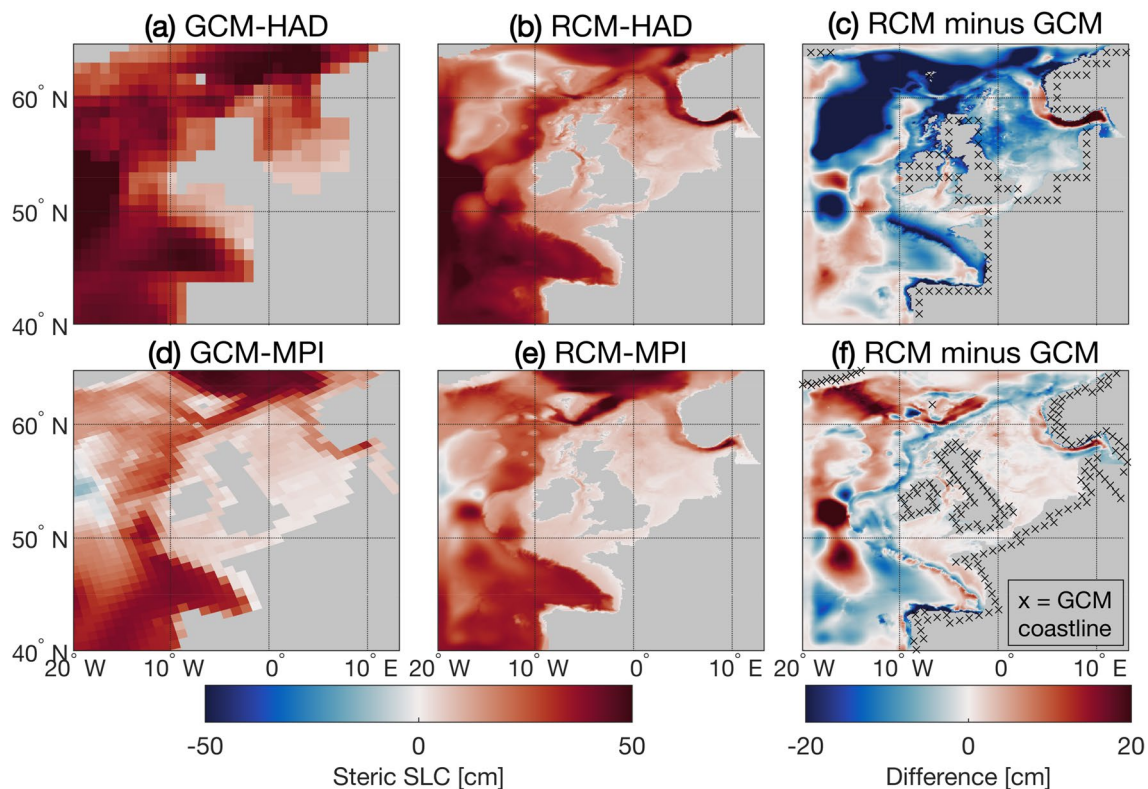 (a) GCM-HAD
(b) RCM-HAD
(c) RCM minus GCM
60° N
50° N
40° N
(d) GCM-MPI
(e) RCM-MPI
(f) RCM minus GCM
60° N
50° N
40° N
x = GCM
coastline
20° W
10° W
0°
10° E
20° W
10° W
0°
10° E
20° W
10° W
0°
10° E
-50
0
50
Steric SLC [cm]
-20
0
20
Difference [cm]